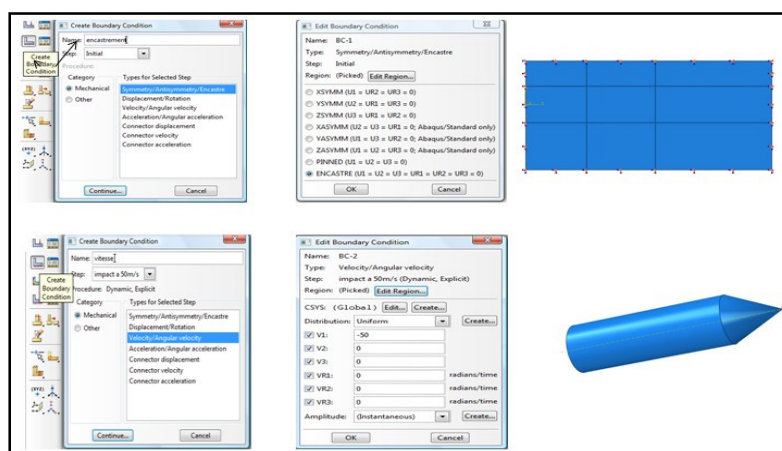 Create Boundary Condition
Name: encastrement
Step: Initial
Procedure:
Category
Types for Selected Step
Mechanical
Other
Symmetry/Antisymmetry/Encastre
Displacement/Rotation
Velocity/Angular velocity
Acceleration/Angular acceleration
Connector displacement
Connector velocity
Connector acceleration
Continue...
Cancel
Create
Boundary
Condition
(XYZ)
Edit Boundary Condition
Name: BC-1
Type: Symmetry/Antisymmetry/Encastre
Step: Initial
Region: (Picked) Edit Region...
XSYMM (U1 = UR2 = UR3 = 0)
YSYMM (U2 = UR1 = UR3 = 0)
ZSYMM (U3 = UR1 = UR2 = 0)
XASYMM (U2 = U3 = UR1 = 0; Abaqus/Standard only)
YASYMM (U1 = U3 = UR2 = 0; Abaqus/Standard only)
ZASYMM (U1 = U2 = UR3 = 0; Abaqus/Standard only)
PINNED (U1 = U2 = U3 = 0)
ENCASTRE (U1 = U2 = U3 = UR1 = UR2 = UR3 = 0)
OK
Cancel
Create Boundary Condition
Name: vitesse
Step: impact a 50m/s
Procedure: Dynamic, Explicit
Category
Types for Selected Step
Mechanical
Other
Symmetry/Antisymmetry/Encastre
Displacement/Rotation
Velocity/Angular velocity
Acceleration/Angular acceleration
Connector displacement
Connector velocity
Connector acceleration
Continue...
Cancel
Create
Boundary
Condition
(XYZ)
Edit Boundary Condition
Name: BC-2
Type: Velocity/Angular velocity
Step: impact a 50m/s (Dynamic, Explicit)
Region: (Picked) Edit Region...
CSYS: (Global) Edit... Create...
Distribution: Uniform Create...
V1: -50
V2: 0
V3: 0
VR1: 0 radians/time
VR2: 0 radians/time
VR3: 0 radians/time
Amplitude: (Instantaneous) Create...
OK
Cancel